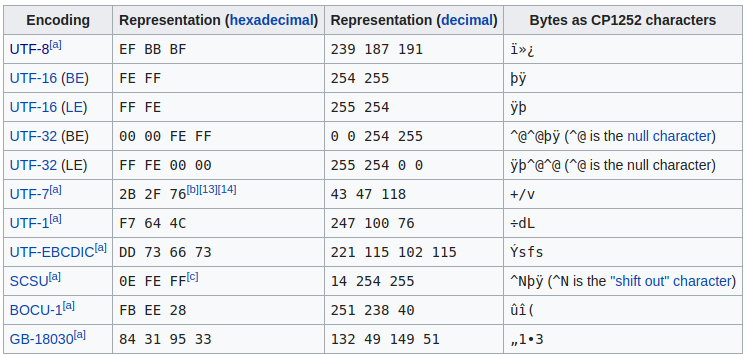 Encoding Representation (hexadecimal) Representation (decimal) Bytes as CP1252 characters
UTF-8[a] EF BB BF 239 187 191 ï»¿
UTF-16 (BE) FE FF 254 255 þÿ
UTF-16 (LE) FF FE 255 254 ÿþ
UTF-32 (BE) 00 00 FE FF 0 0 254 255 ^@^@þÿ (^@ is the null character)
UTF-32 (LE) FF FE 00 00 255 254 0 0 ÿþ^@^@ (^@ is the null character)
UTF-7[a] 2B 2F 76[b][13][14] 43 47 118 +/v
UTF-1[a] F7 64 4C 247 100 76 ÷dL
UTF-EBCDIC[a] DD 73 66 73 221 115 102 115 Ýsfs
SCSU[a] 0E FE FF[c] 14 254 255 ^Nþÿ (^N is the "shift out" character)
BOCU-1[a] FB EE 28 251 238 40 ûî(
GB-18030[a] 84 31 95 33 132 49 149 51 „1•3